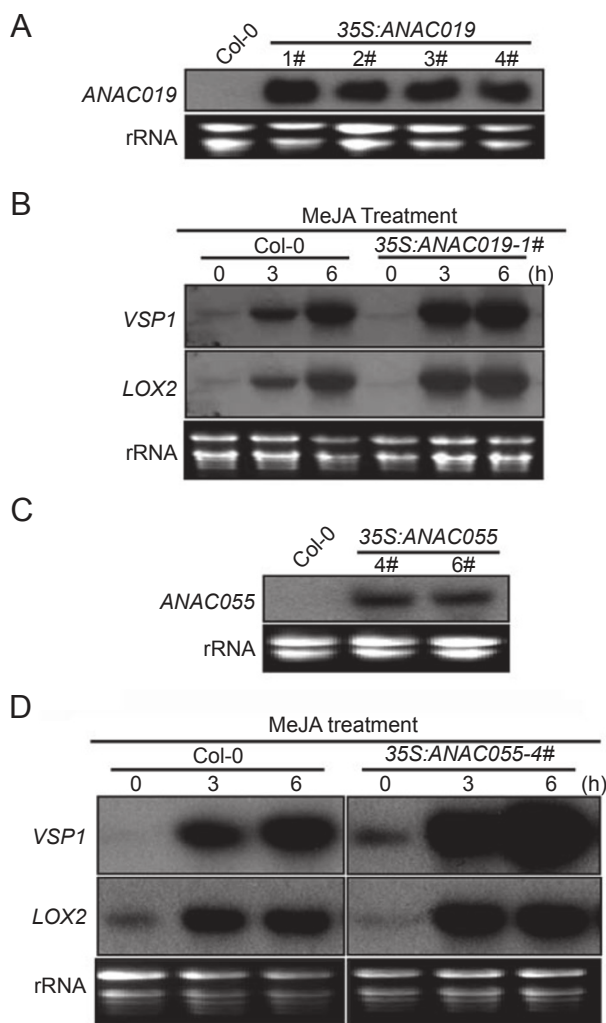 A
Col-0
35S:ANAC019
1# 2# 3# 4#
ANAC019
rRNA
B
MeJA Treatment
Col-0 35S:ANAC019-1#
0 3 6 0 3 6 (h)
VSP1
LOX2
rRNA
C
Col-0
35S:ANAC055
4# 6#
ANAC055
rRNA
D
MeJA treatment
Col-0 35S:ANAC055-4#
0 3 6 0 3 6 (h)
VSP1
LOX2
rRNA